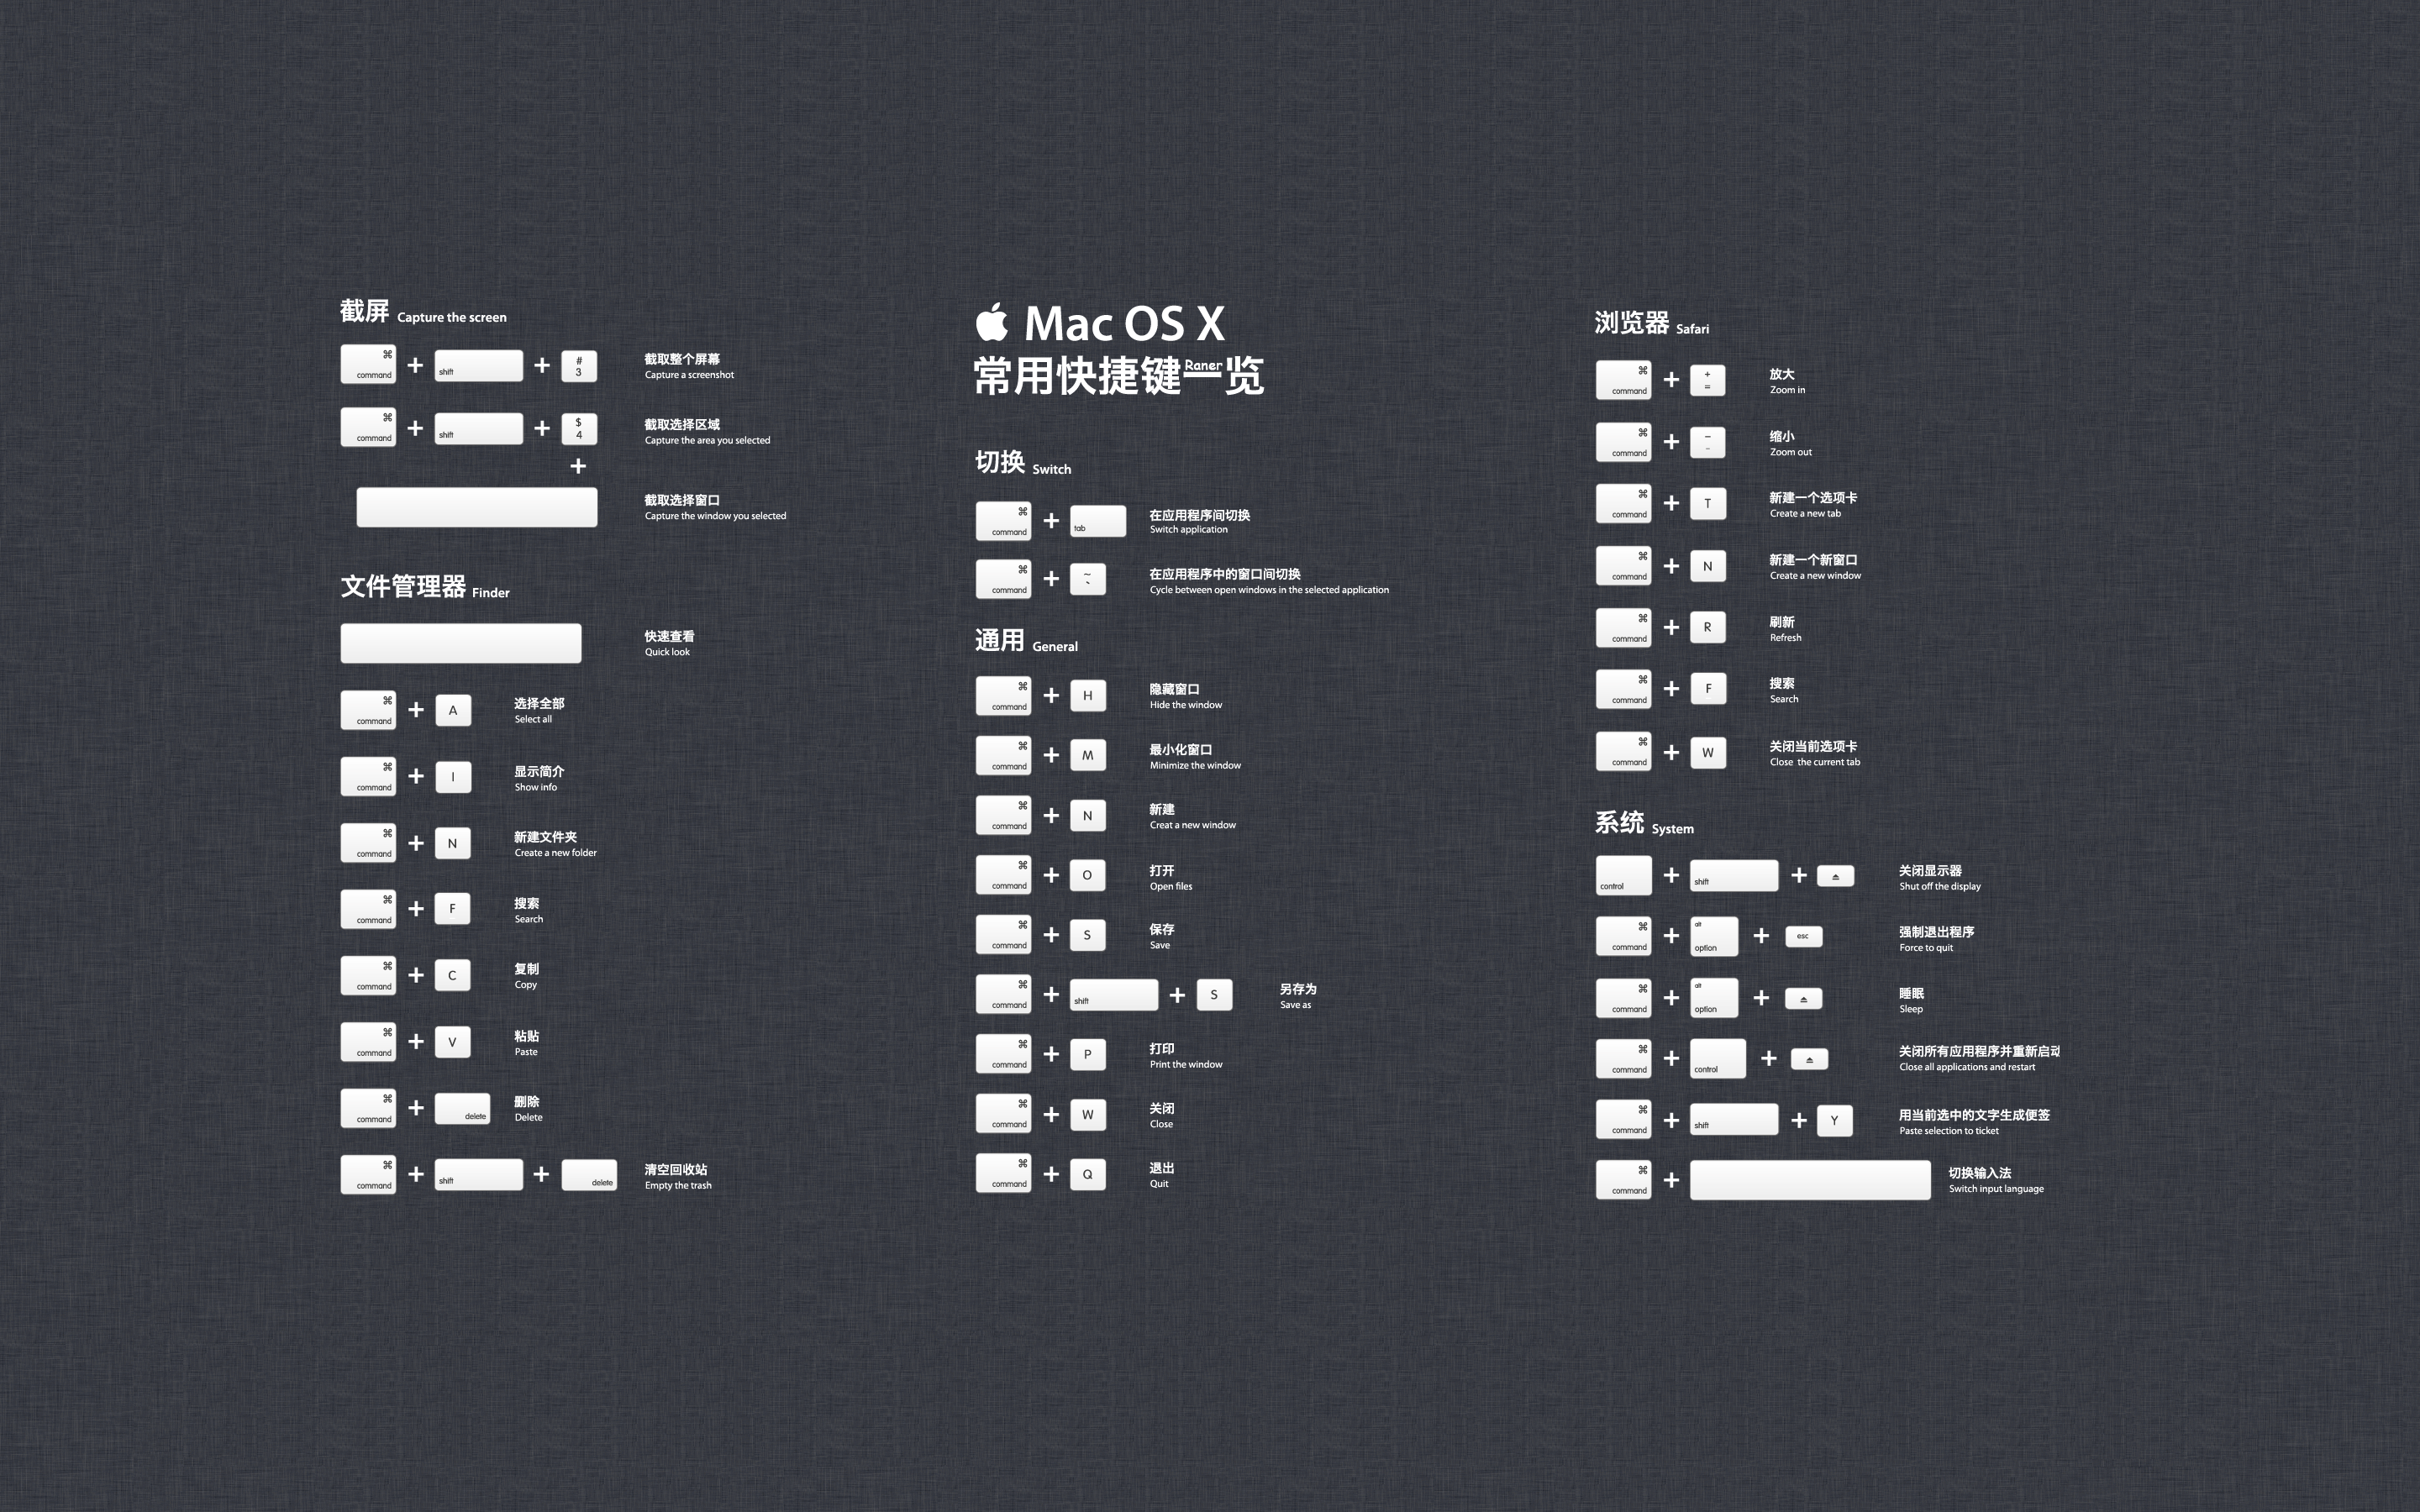 截屏 Capture the screen
⌘ command + shift + # 3 截取整个屏幕
Capture a screenshot
⌘ command + shift + $ 4 截取选择区域
Capture the area you selected
+
截取选择窗口
Capture the window you selected
文件管理器 Finder
快速查看
Quick look
⌘ command + A 选择全部
Select all
⌘ command + I 显示简介
Show info
⌘ command + N 新建文件夹
Create a new folder
⌘ command + F 搜索
Search
⌘ command + C 复制
Copy
⌘ command + V 粘贴
Paste
⌘ command + delete 删除
Delete
⌘ command + shift + delete 清空回收站
Empty the trash
Mac OS X
常用快捷键一览
Raner
切换 Switch
⌘ command + tab 在应用程序间切换
Switch application
⌘ command + ~ ` 在应用程序中的窗口间切换
Cycle between open windows in the selected application
通用 General
⌘ command + H 隐藏窗口
Hide the window
⌘ command + M 最小化窗口
Minimize the window
⌘ command + N 新建
Creat a new window
⌘ command + O 打开
Open files
⌘ command + S 保存
Save
⌘ command + shift + S 另存为
Save as
⌘ command + P 打印
Print the window
⌘ command + W 关闭
Close
⌘ command + Q 退出
Quit
浏览器 Safari
⌘ command + + = 放大
Zoom in
⌘ command + – - 缩小
Zoom out
⌘ command + T 新建一个选项卡
Create a new tab
⌘ command + N 新建一个新窗口
Create a new window
⌘ command + R 刷新
Refresh
⌘ command + F 搜索
Search
⌘ command + W 关闭当前选项卡
Close the current tab
系统 System
control + shift + ⏏ 关闭显示器
Shut off the display
⌘ command + alt option + esc 强制退出程序
Force to quit
⌘ command + alt option + ⏏ 睡眠
Sleep
⌘ command + control + ⏏ 关闭所有应用程序并重新启动
Close all applications and restart
⌘ command + shift + Y 用当前选中的文字生成便签
Paste selection to ticket
⌘ command + 切换输入法
Switch input language